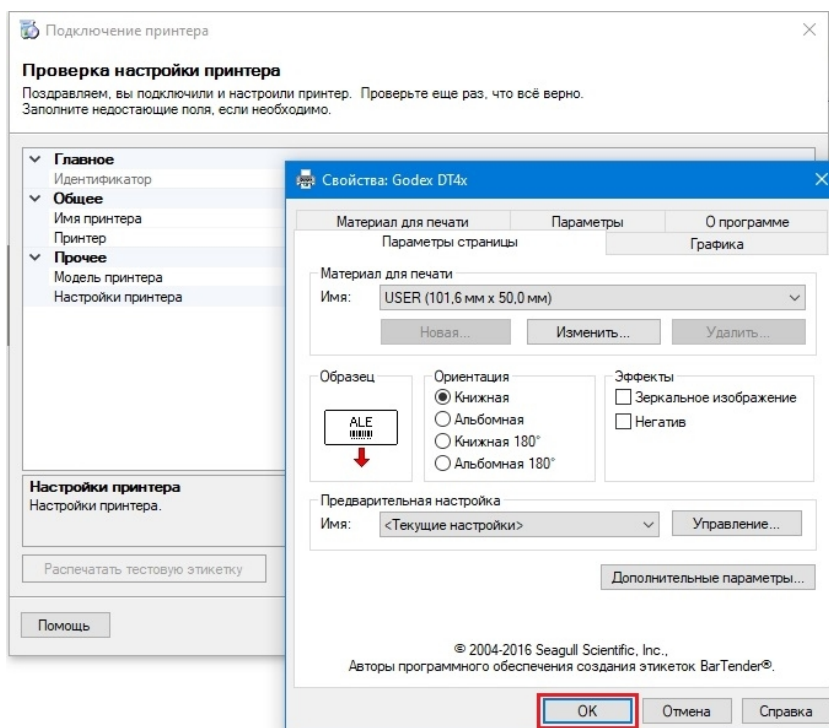 Подключение принтера
Проверка настройки принтера
Поздравляем, вы подключили и настроили принтер. Проверьте еще раз, что всё верно.
Заполните недостающие поля, если необходимо.
Главное
Идентификатор
Общее
Имя принтера
Принтер
Прочее
Модель принтера
Настройки принтера
Настройки принтера
Настройки принтера.
Распечатать тестовую этикетку
Помощь
Свойства: Godex DT4x
Материал для печати Параметры О программе
Параметры страницы Графика
Материал для печати
Имя: USER (101,6 мм x 50,0 мм)
Новая... Изменить... Удалить...
Образец
ALE
Ориентация
Книжная
Альбомная
Книжная 180°
Альбомная 180°
Эффекты
Зеркальное изображение
Негатив
Предварительная настройка
Имя: <Текущие настройки> Управление...
Дополнительные параметры...
© 2004-2016 Seagull Scientific, Inc.,
Авторы программного обеспечения создания этикеток BarTender®.
OK Отмена Справка